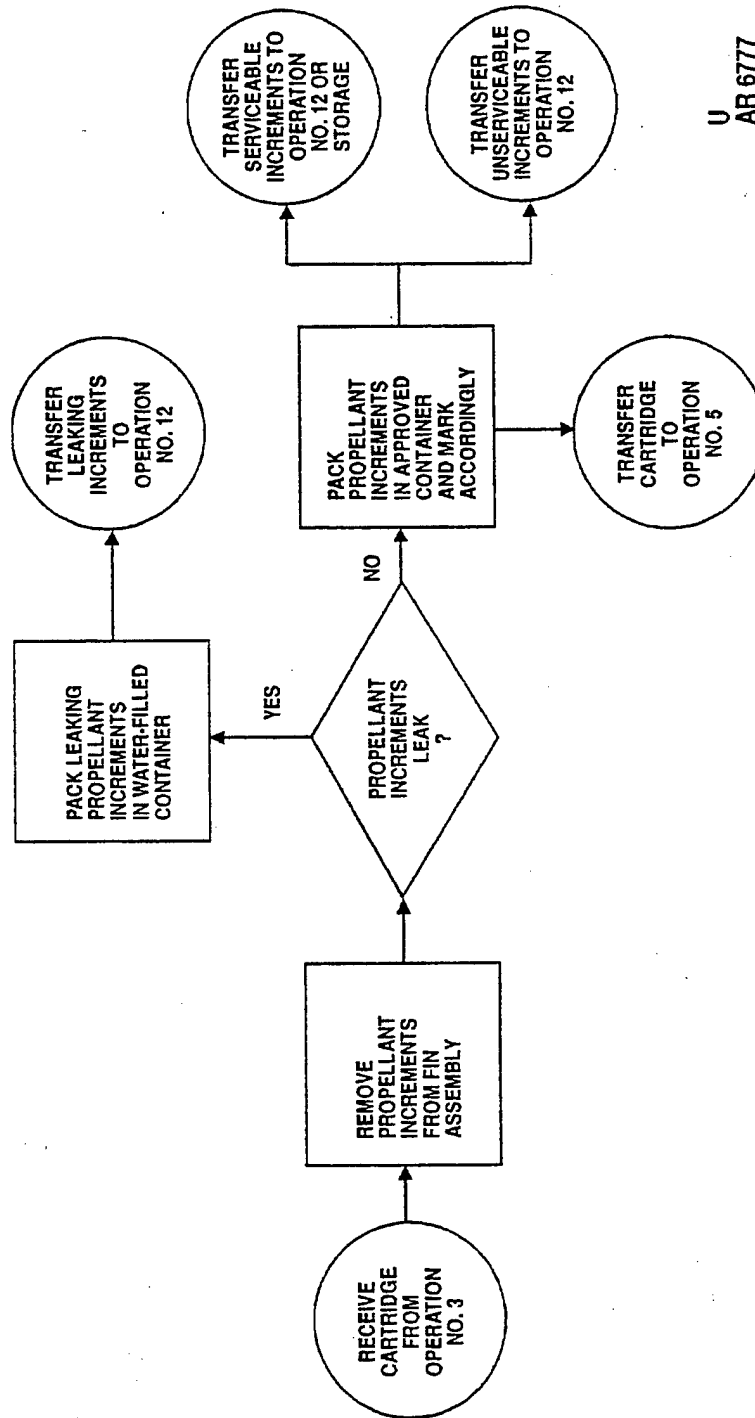 RECEIVE
CARTRIDGE
FROM
OPERATION
NO. 3
REMOVE
PROPELLANT
INCREMENTS
FROM FIN
ASSEMBLY
PROPELLANT
INCREMENTS
LEAK
?
YES
PACK LEAKING
PROPELLANT
INCREMENTS
IN WATER-FILLED
CONTAINER
TRANSFER
LEAKING
INCREMENTS
TO
OPERATION
NO. 12
NO
PACK
PROPELLANT
INCREMENTS
IN APPROVED
CONTAINER
AND MARK
ACCORDINGLY
TRANSFER
CARTRIDGE
TO
OPERATION
NO. 5
TRANSFER
SERVICEABLE
INCREMENTS TO
OPERATION
NO. 12 OR
STORAGE
TRANSFER
UNSERVICEABLE
INCREMENTS TO
OPERATION
NO. 12
U
AR 6777